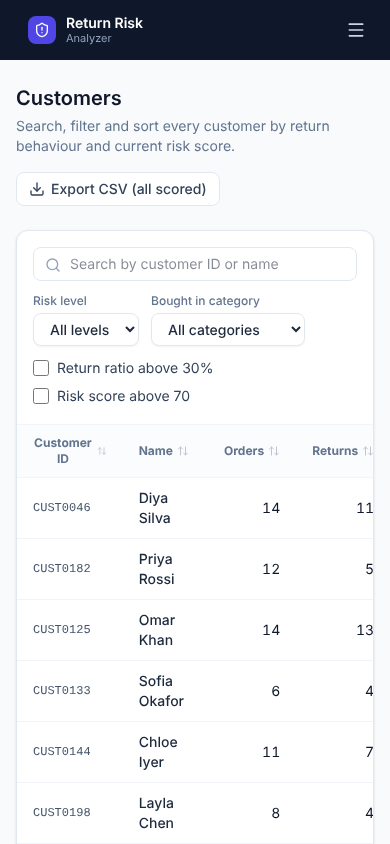 Return Risk
Analyzer
Customers
Search, filter and sort every customer by return
behaviour and current risk score.
Export CSV (all scored)
Search by customer ID or name
Risk level
Bought in category
All levels
All categories
Return ratio above 30%
Risk score above 70
Customer ID Name Orders Returns
CUST0046 Diya Silva 14 11
CUST0182 Priya Rossi 12 5
CUST0125 Omar Khan 14 13
CUST0133 Sofia Okafor 6 4
CUST0144 Chloe Iyer 11 7
CUST0198 Layla Chen 8 4